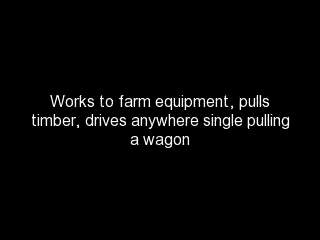 Works to farm equipment, pulls
timber, drives anywhere single pulling
a wagon